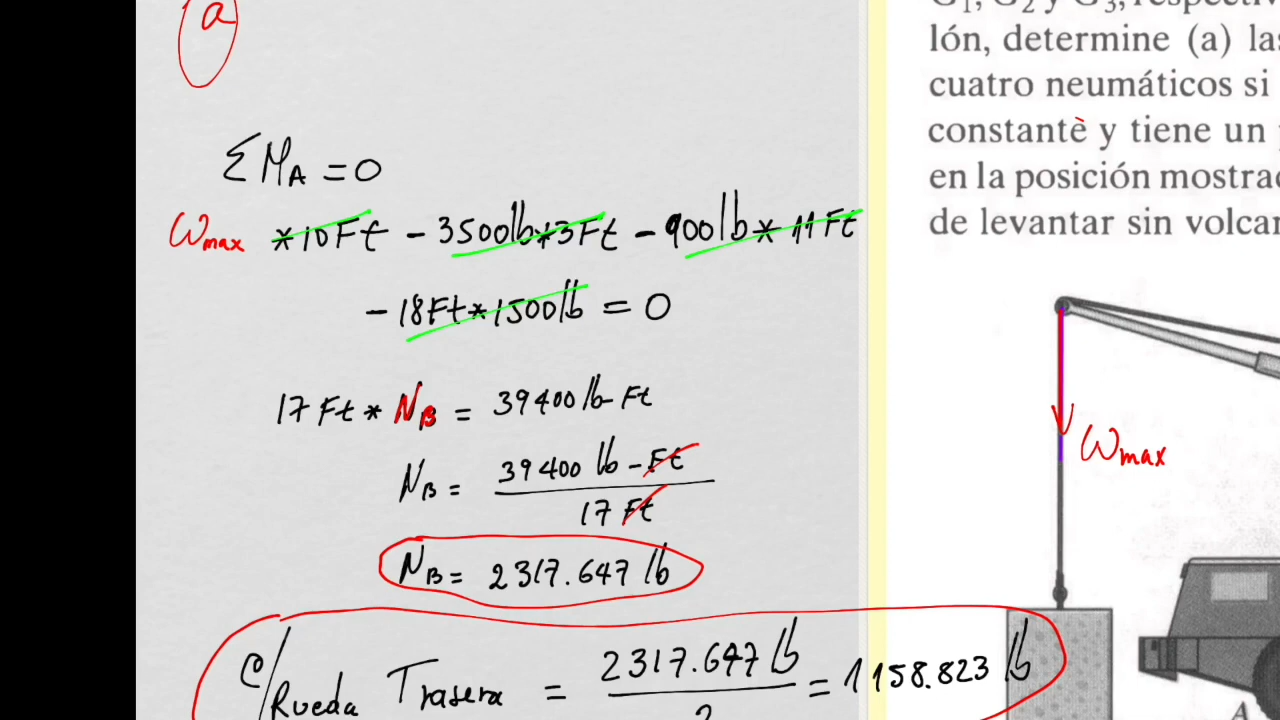 a
ΣM_A = 0
ω_max *10Ft - 3500lb*3Ft - 900lb * 11Ft
- 18Ft*1500lb = 0
17 Ft * N_B = 39400 lb-Ft
N_B = 39400 lb-Ft
17 Ft
N_B = 2317.647 lb
c/Rueda Trasera = 2317.647 lb = 1158.823 lb
2
lón, determine (a) las
cuatro neumáticos si
constante y tiene un
en la posición mostrad
de levantar sin volcar
ω_max
A